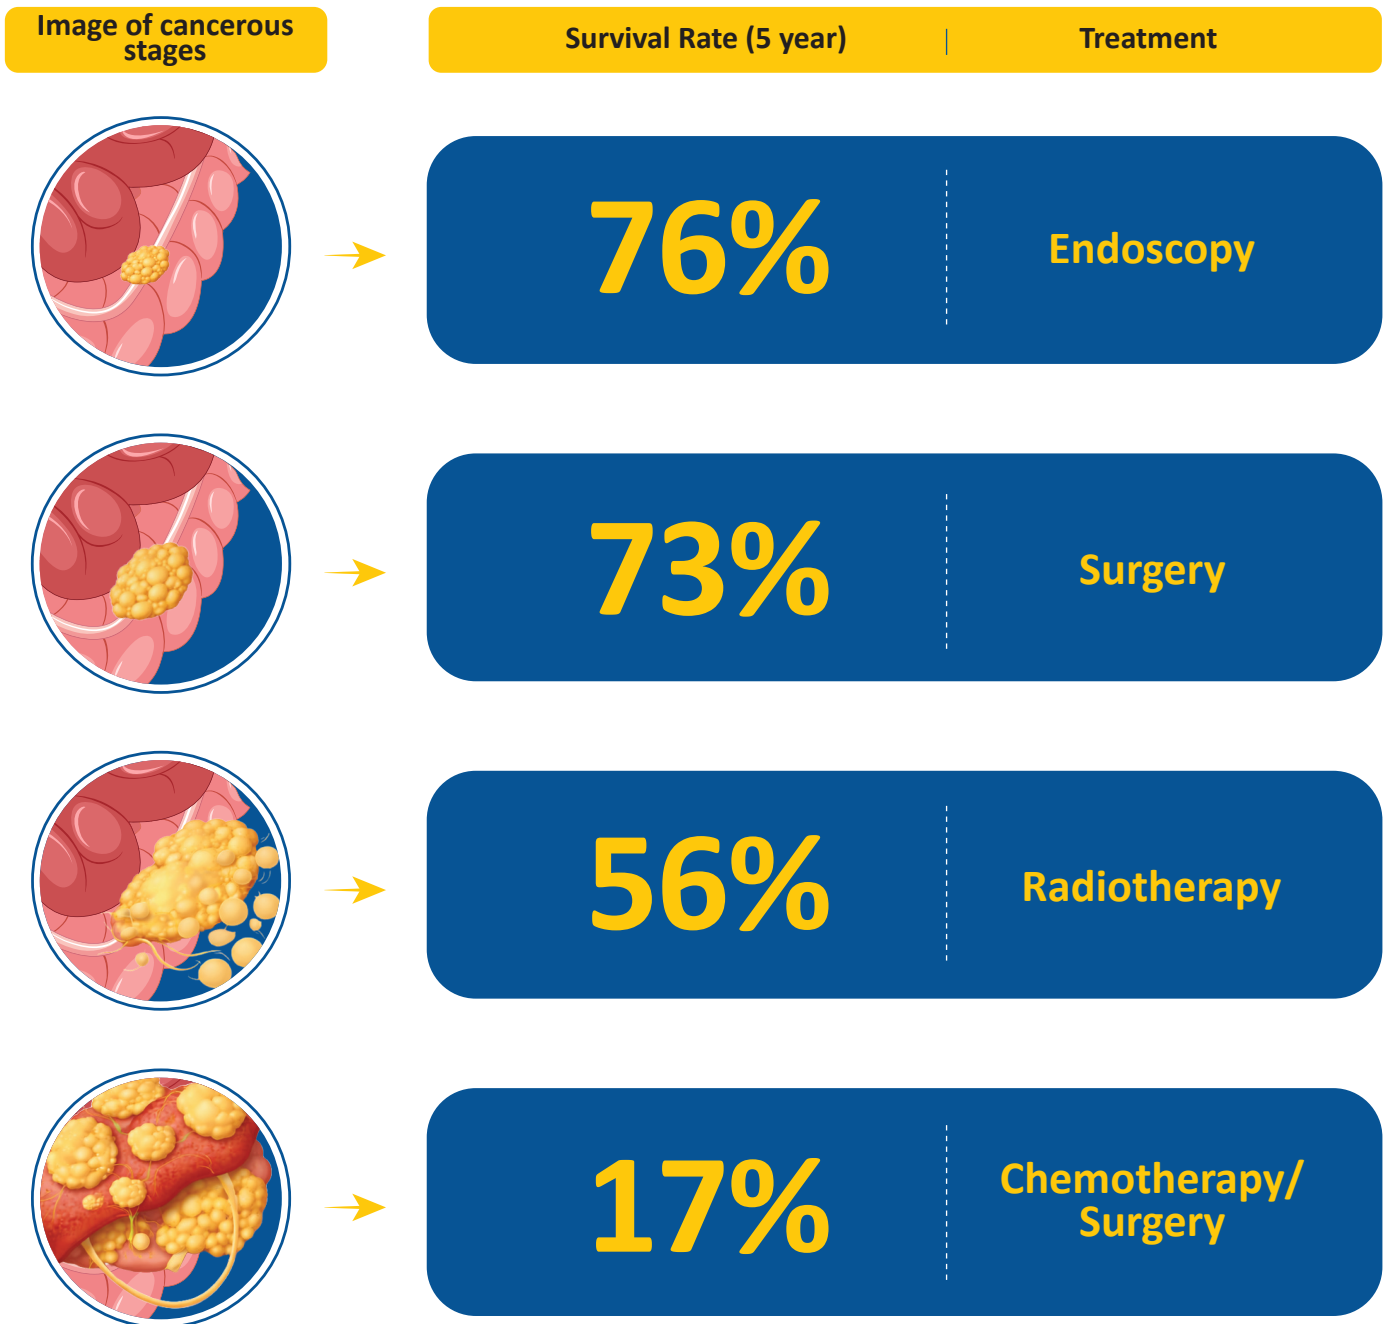 Image of cancerous
stages
Survival Rate (5 year) | Treatment
76%
Endoscopy
73%
Surgery
56%
Radiotherapy
17%
Chemotherapy/
Surgery